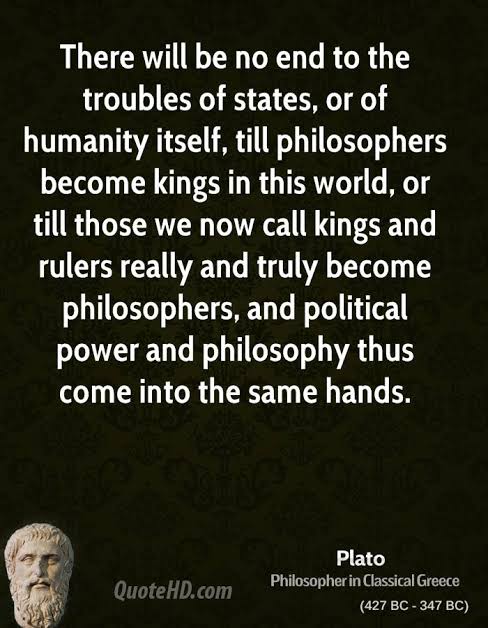 There will be no end to the
troubles of states, or of
humanity itself, till philosophers
become kings in this world, or
till those we now call kings and
rulers really and truly become
philosophers, and political
power and philosophy thus
come into the same hands.
Plato
Philosopher in Classical Greece
(427 BC - 347 BC)
QuoteHD.com